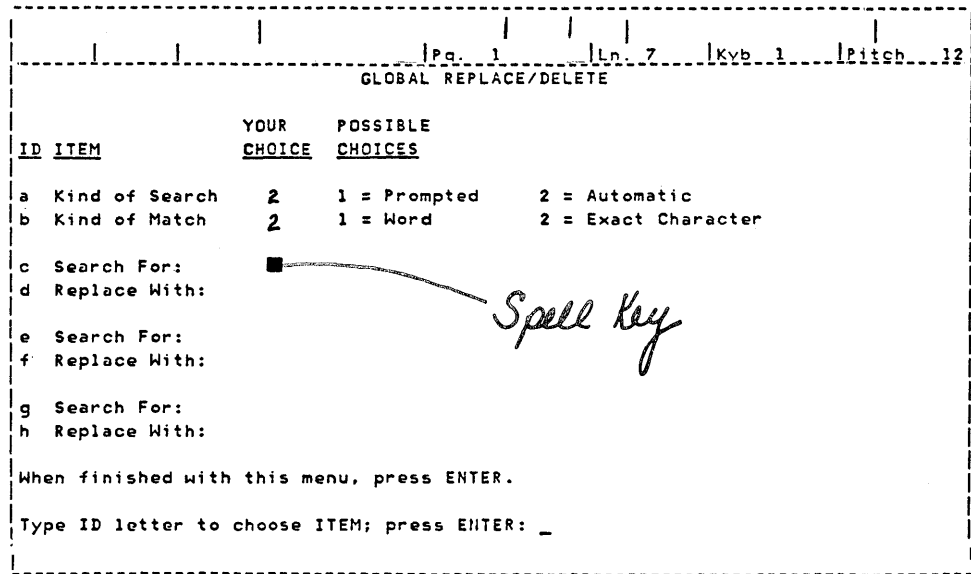 Pg. 1 Ln. 7 Kyb 1 Pitch 12
GLOBAL REPLACE/DELETE
YOUR POSSIBLE
ID ITEM CHOICE CHOICES
a Kind of Search 2 1 = Prompted 2 = Automatic
b Kind of Match 2 1 = Word 2 = Exact Character
c Search For:
d Replace With:
Spell Key
e Search For:
f Replace With:
g Search For:
h Replace With:
When finished with this menu, press ENTER.
Type ID letter to choose ITEM; press ENTER: _